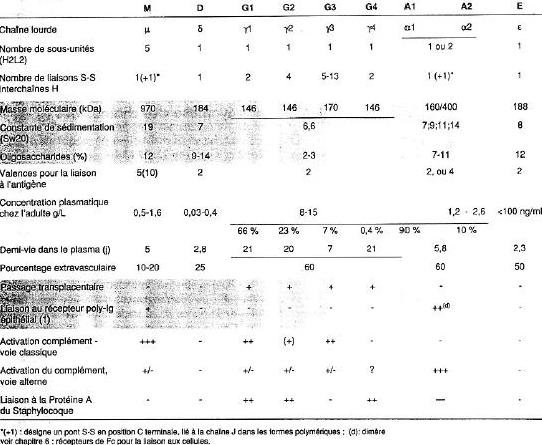 M D G1 G2 G3 G4 A1 A2 E
Chaîne lourde μ δ γ1 γ2 γ3 γ4 α1 α2 ε
Nombre de sous-unités 5 1 1 1 1 1 1 ou 2 1
(H2L2)
Nombre de liaisons S-S 1(+1)* 1 2 4 5-13 2 1 (+1)* 1
interchaînes H
Masse moléculaire (kDa) 970 184 146 146 170 146 160/400 188
Constante de sédimentation 19 7 6,6 7;9;11;14 8
(Sw20)
Oligosaccharides (%) 12 9-14 2-3 7-11 12
Valences pour la liaison 5(10) 2 2 2, ou 4 2
à l'antigène
Concentration plasmatique
chez l'adulte g/L 0,5-1,6 0,03-0,4 8-15 1,2 - 2,6 <100 ng/ml
66 % 23 % 7 % 0,4 % 90 % 10 %
Demi-vie dans le plasma (j) 5 2,8 21 20 7 21 5,8 2,3
Pourcentage extravasculaire 10-20 25 60 60 50
Passage transplacentaire - - + + + + - -
Liaison au récepteur poly-Ig + - - - - - ++(d) -
épithélial (1)
Activation complément - +++ - ++ (+) ++ - - -
voie classique
Activation du complément, +/- - +/- +/- +/- ? +++ -
voie alterne
Liaison à la Protéine A - - ++ ++ - ++ — -
du Staphylocoque
*(+1) : désigne un pont S-S en position C terminale, lié à la chaîne J dans les formes polymériques ; (d): dimère
voir chapitre 6 : récepteurs de Fc pour la liaison aux cellules.